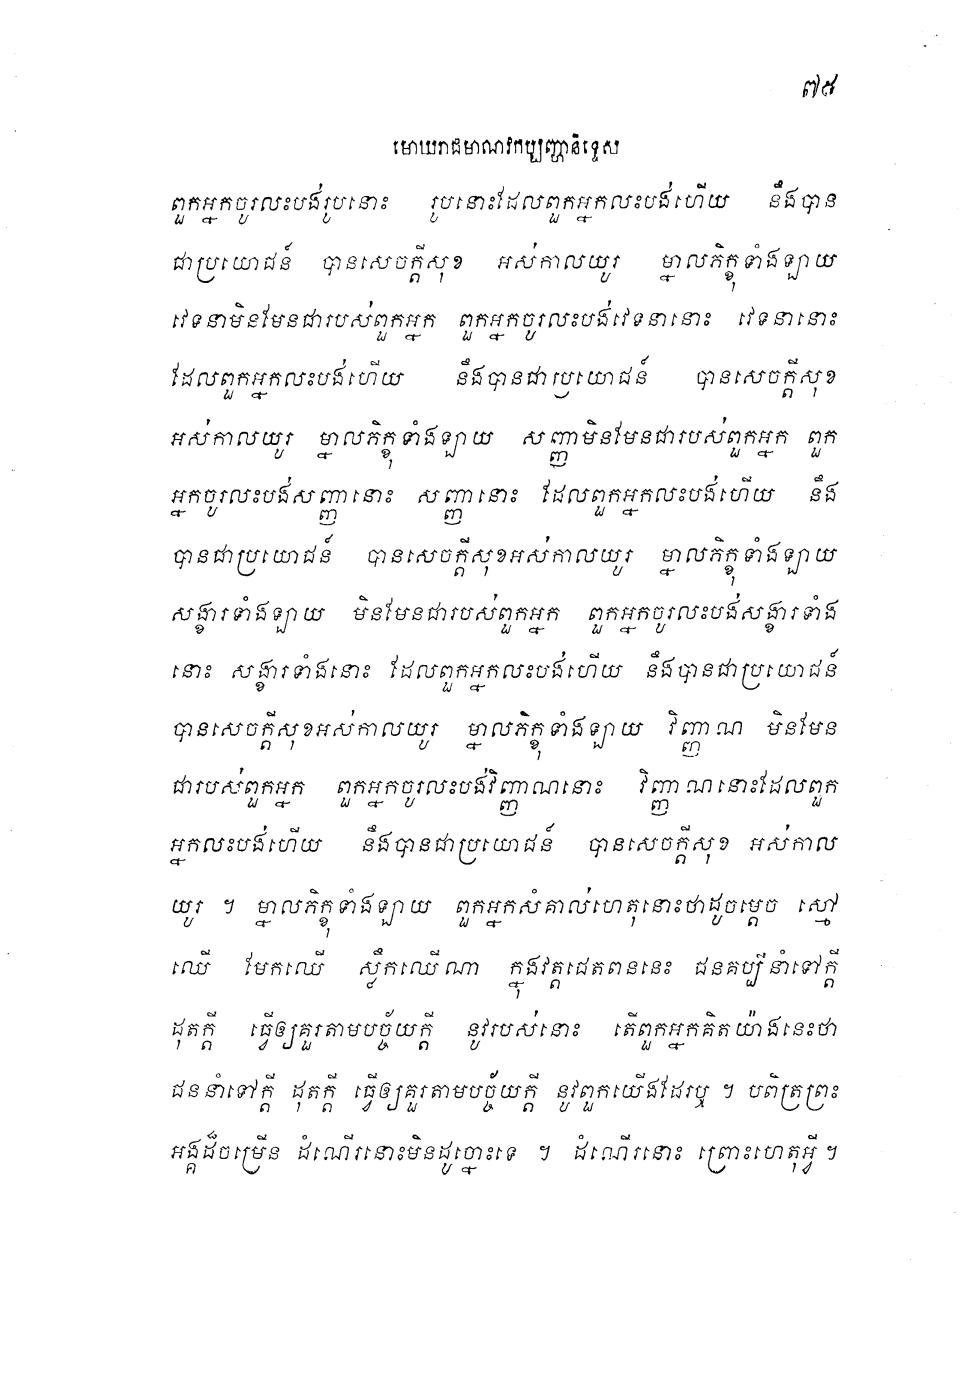 ៧៩
មោឃរាជមាណវកប្បញ្ហានិទ្ទេស
ពួកអ្នកចូរលះបង់រូបនោះ រូបនោះដែលពួកអ្នកលះបង់ហើយ នឹងបាន
ជាប្រយោជន៍ បានសេចក្តីសុខ អស់កាលយូរ ម្នាលភិក្ខុទាំងឡាយ
វេទនាមិនមែនជារបស់ពួកអ្នក ពួកអ្នកចូរលះបង់វេទនានោះ វេទនានោះ
ដែលពួកអ្នកលះបង់ហើយ នឹងបានជាប្រយោជន៍ បានសេចក្តីសុខ
អស់កាលយូរ ម្នាលភិក្ខុទាំងឡាយ សញ្ញាមិនមែនជារបស់ពួកអ្នក ពួក
អ្នកចូរលះបង់សញ្ញានោះ សញ្ញានោះ ដែលពួកអ្នកលះបង់ហើយ នឹង
បានជាប្រយោជន៍ បានសេចក្តីសុខអស់កាលយូរ ម្នាលភិក្ខុទាំងឡាយ
សង្ខារទាំងឡាយ មិនមែនជារបស់ពួកអ្នក ពួកអ្នកចូរលះបង់សង្ខារទាំង
នោះ សង្ខារទាំងនោះ ដែលពួកអ្នកលះបង់ហើយ នឹងបានជាប្រយោជន៍
បានសេចក្តីសុខអស់កាលយូរ ម្នាលភិក្ខុទាំងឡាយ វិញ្ញាណ មិនមែន
ជារបស់ពួកអ្នក ពួកអ្នកចូរលះបង់វិញ្ញាណនោះ វិញ្ញាណនោះដែលពួក
អ្នកលះបង់ហើយ នឹងបានជាប្រយោជន៍ បានសេចក្តីសុខ អស់កាល
យូរ ។ ម្នាលភិក្ខុទាំងឡាយ ពួកអ្នកសំគាល់ហេតុនោះថាដូចម្តេច ស្មៅ
ឈើ មែកឈើ ស្លឹកឈើណា ក្នុងវត្តជេតពននេះ ជនគប្បីនាំទៅក្តី
ដុតក្តី ធ្វើឲ្យគួរតាមបច្ច័យក្តី នូវរបស់នោះ តើពួកអ្នកគិតយ៉ាងនេះថា
ជននាំទៅក្តី ដុតក្តី ធ្វើឲ្យគួរតាមបច្ច័យក្តី នូវពួកយើងដែរឬ ។ បពិត្រព្រះ
អង្គដ៏ចម្រើន ដំណើរនោះមិនដូច្នោះទេ ។ ដំណើរនោះ ព្រោះហេតុអ្វី ។